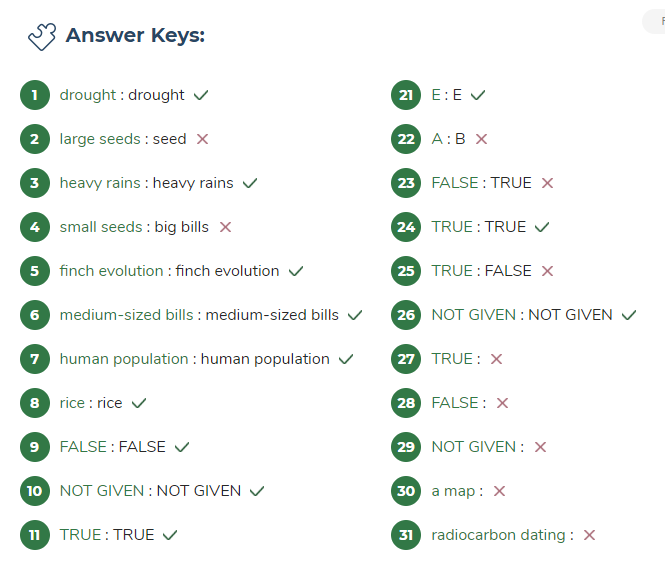 Answer Keys:
1 drought : drought
2 large seeds : seed
3 heavy rains : heavy rains
4 small seeds : big bills
5 finch evolution : finch evolution
6 medium-sized bills : medium-sized bills
7 human population : human population
8 rice : rice
9 FALSE : FALSE
10 NOT GIVEN : NOT GIVEN
11 TRUE : TRUE
21 E : E
22 A : B
23 FALSE : TRUE
24 TRUE : TRUE
25 TRUE : FALSE
26 NOT GIVEN : NOT GIVEN
27 TRUE :
28 FALSE :
29 NOT GIVEN :
30 a map :
31 radiocarbon dating :